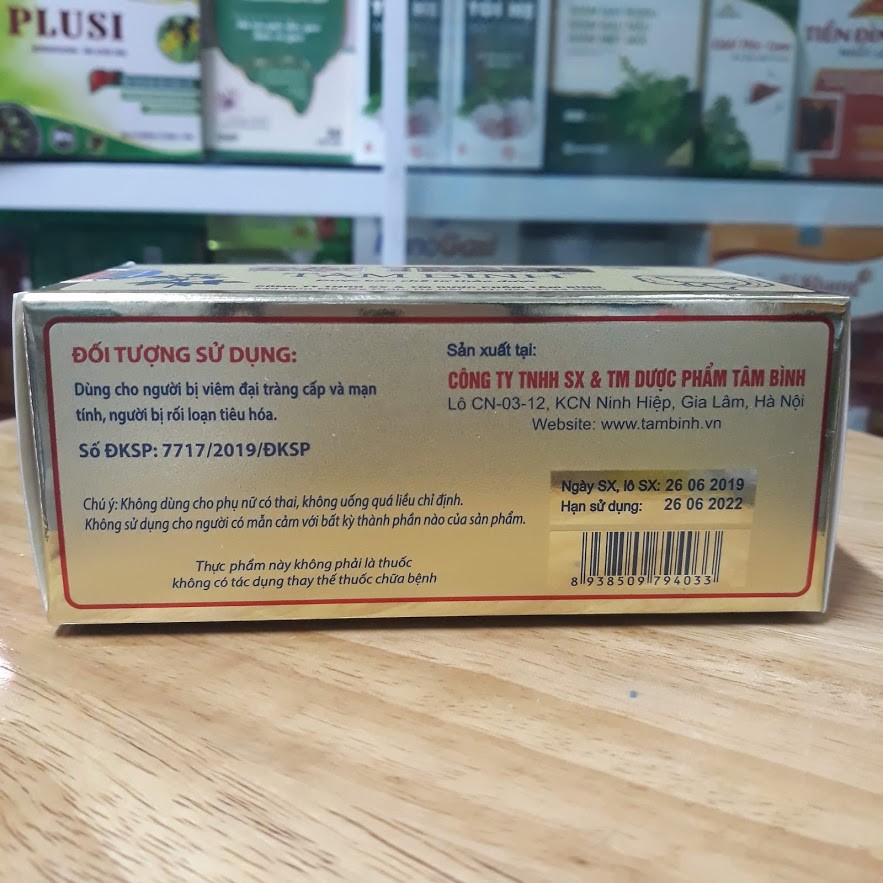 PLUSI
TIỀN ĐÌN
TÂM BÌNH
ĐỐI TƯỢNG SỬ DỤNG:
Dùng cho người bị viêm đại tràng cấp và mạn
tính, người bị rối loạn tiêu hóa.
Số ĐKSP: 7717/2019/ĐKSP
Chú ý: Không dùng cho phụ nữ có thai, không uống quá liều chỉ định.
Không sử dụng cho người có mẫn cảm với bất kỳ thành phần nào của sản phẩm.
Thực phẩm này không phải là thuốc
không có tác dụng thay thế thuốc chữa bệnh
Sản xuất tại:
CÔNG TY TNHH SX & TM DƯỢC PHẨM TÂM BÌNH
Lô CN-03-12, KCN Ninh Hiệp, Gia Lâm, Hà Nội
Website: www.tambinh.vn
Ngày SX, lô SX: 26 06 2019
Hạn sử dụng: 26 06 2022
8 938509 794033